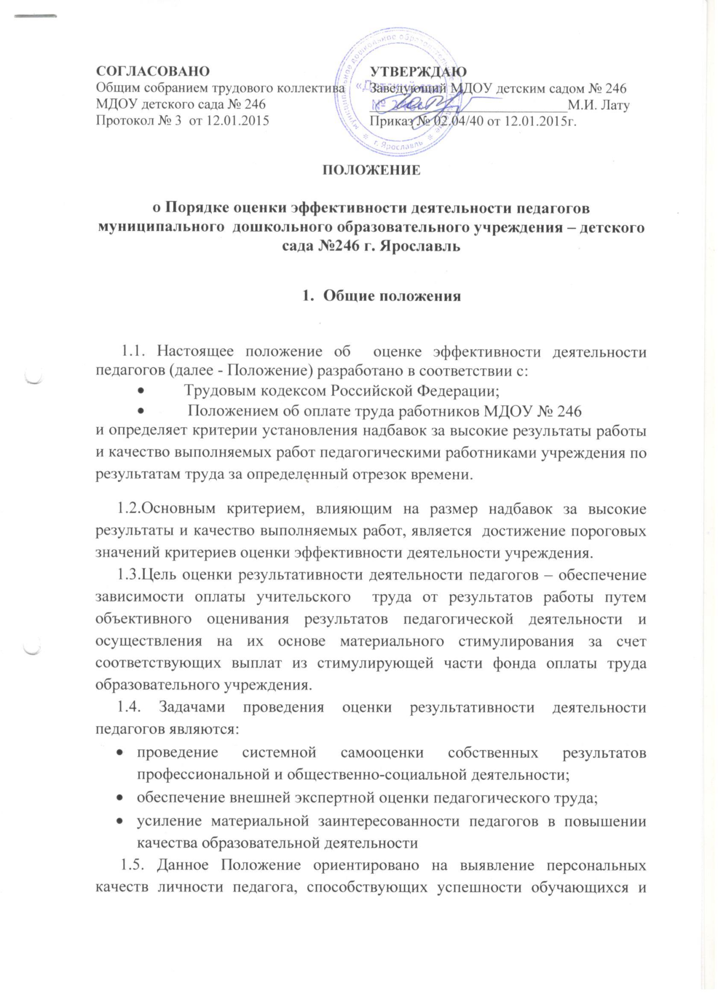 СОГЛАСОВАНО
Общим собранием трудового коллектива
МДОУ детского сада № 246
Протокол № 3 от 12.01.2015
УТВЕРЖДАЮ
Заведующий МДОУ детским садом № 246
М.И. Лату
Приказ № 02.04/40 от 12.01.2015г.
муниципальное дошкольное образовательное
«Детский сад
№ 246»
г. Ярославль
ПОЛОЖЕНИЕ
о Порядке оценки эффективности деятельности педагогов
муниципального дошкольного образовательного учреждения – детского
сада №246 г. Ярославль
1. Общие положения
1.1. Настоящее положение об оценке эффективности деятельности
педагогов (далее - Положение) разработано в соответствии с:
• Трудовым кодексом Российской Федерации;
• Положением об оплате труда работников МДОУ № 246
и определяет критерии установления надбавок за высокие результаты работы
и качество выполняемых работ педагогическими работниками учреждения по
результатам труда за определенный отрезок времени.
1.2.Основным критерием, влияющим на размер надбавок за высокие
результаты и качество выполняемых работ, является достижение пороговых
значений критериев оценки эффективности деятельности учреждения.
1.3.Цель оценки результативности деятельности педагогов – обеспечение
зависимости оплаты учительского труда от результатов работы путем
объективного оценивания результатов педагогической деятельности и
осуществления на их основе материального стимулирования за счет
соответствующих выплат из стимулирующей части фонда оплаты труда
образовательного учреждения.
1.4. Задачами проведения оценки результативности деятельности
педагогов являются:
• проведение системной самооценки собственных результатов
профессиональной и общественно-социальной деятельности;
• обеспечение внешней экспертной оценки педагогического труда;
• усиление материальной заинтересованности педагогов в повышении
качества образовательной деятельности
1.5. Данное Положение ориентировано на выявление персональных
качеств личности педагога, способствующих успешности обучающихся и